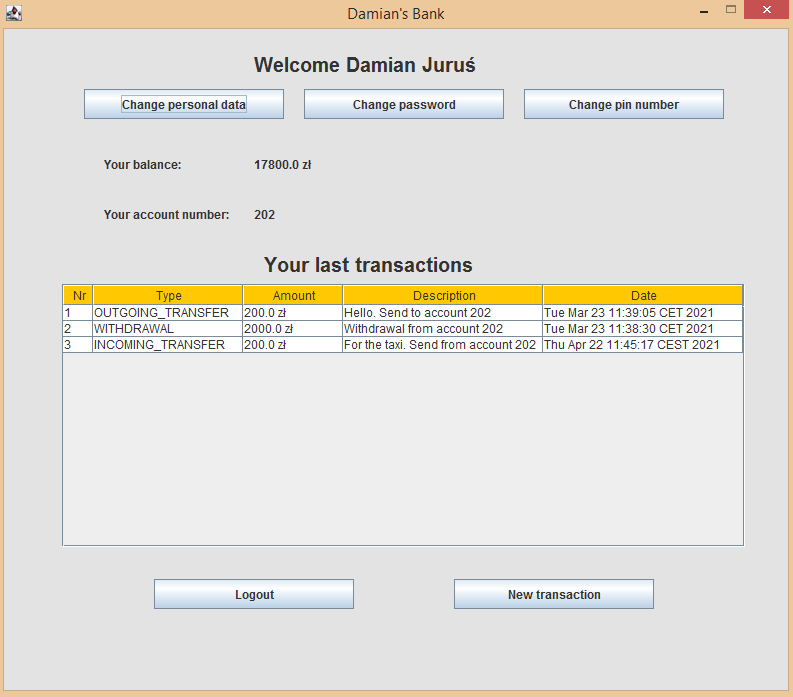 Damian's Bank
Welcome Damian Juruś
Change personal data Change password Change pin number
Your balance: 17800.0 zł
Your account number: 202
Your last transactions
Nr Type Amount Description Date
1 OUTGOING_TRANSFER 200.0 zł Hello. Send to account 202 Tue Mar 23 11:39:05 CET 2021
2 WITHDRAWAL 2000.0 zł Withdrawal from account 202 Tue Mar 23 11:38:30 CET 2021
3 INCOMING_TRANSFER 200.0 zł For the taxi. Send from account 202 Thu Apr 22 11:45:17 CEST 2021
Logout New transaction